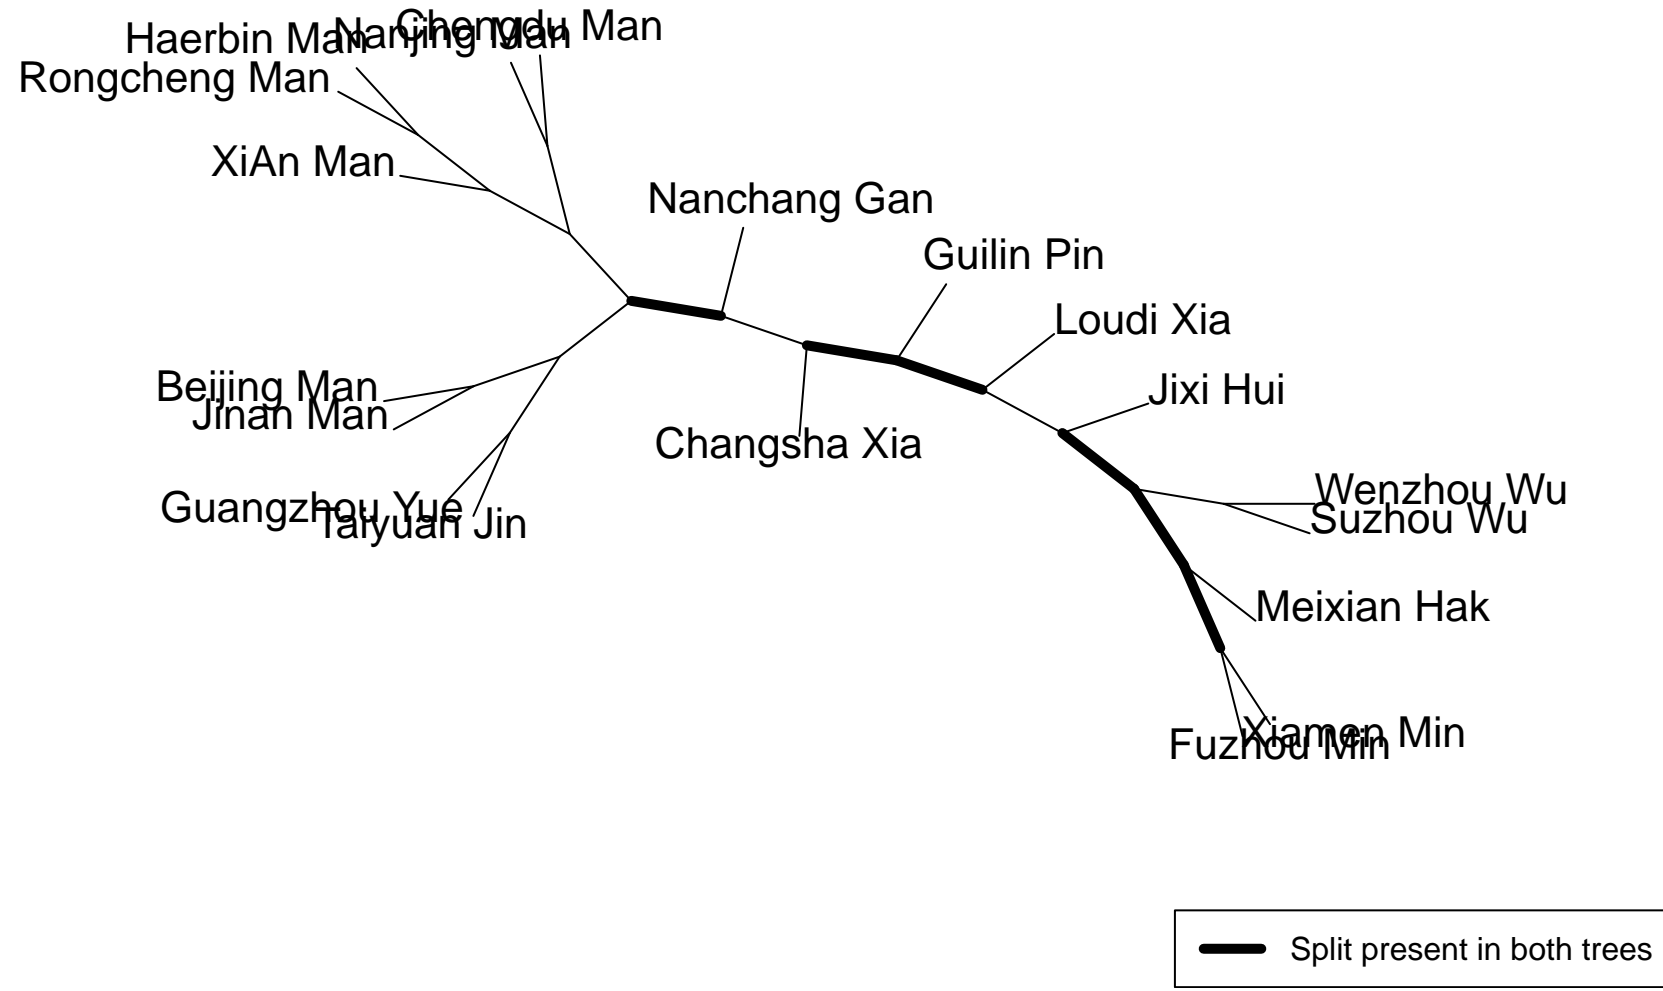 Chengdu Man
Nanjing Man
Haerbin Man
Rongcheng Man
XiAn Man
Nanchang Gan
Guilin Pin
Loudi Xia
Jixi Hui
Beijing Man
Jinan Man
Changsha Xia
Wenzhou Wu
Suzhou Wu
Guangzhou Yue
Taiyuan Jin
Meixian Hak
Xiamen Min
Fuzhou Min
Split present in both trees